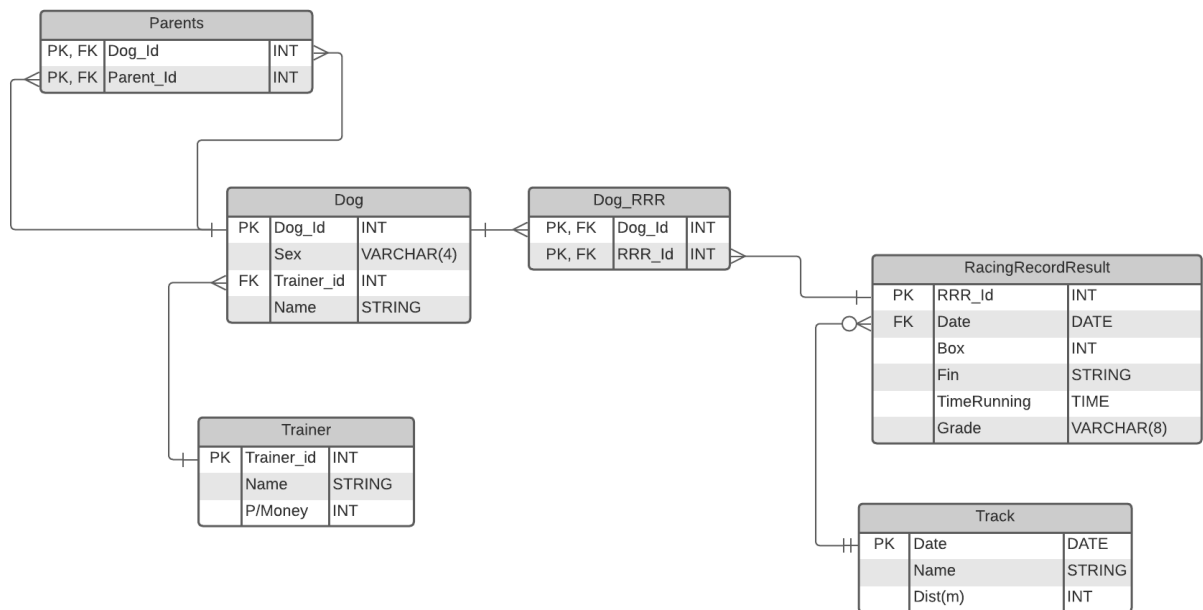 Parents
PK, FK Dog_Id INT
PK, FK Parent_Id INT
Dog
PK Dog_Id INT
Sex VARCHAR(4)
FK Trainer_id INT
Name STRING
Dog_RRR
PK, FK Dog_Id INT
PK, FK RRR_Id INT
RacingRecordResult
PK RRR_Id INT
FK Date DATE
Box INT
Fin STRING
TimeRunning TIME
Grade VARCHAR(8)
Trainer
PK Trainer_id INT
Name STRING
P/Money INT
Track
PK Date DATE
Name STRING
Dist(m) INT